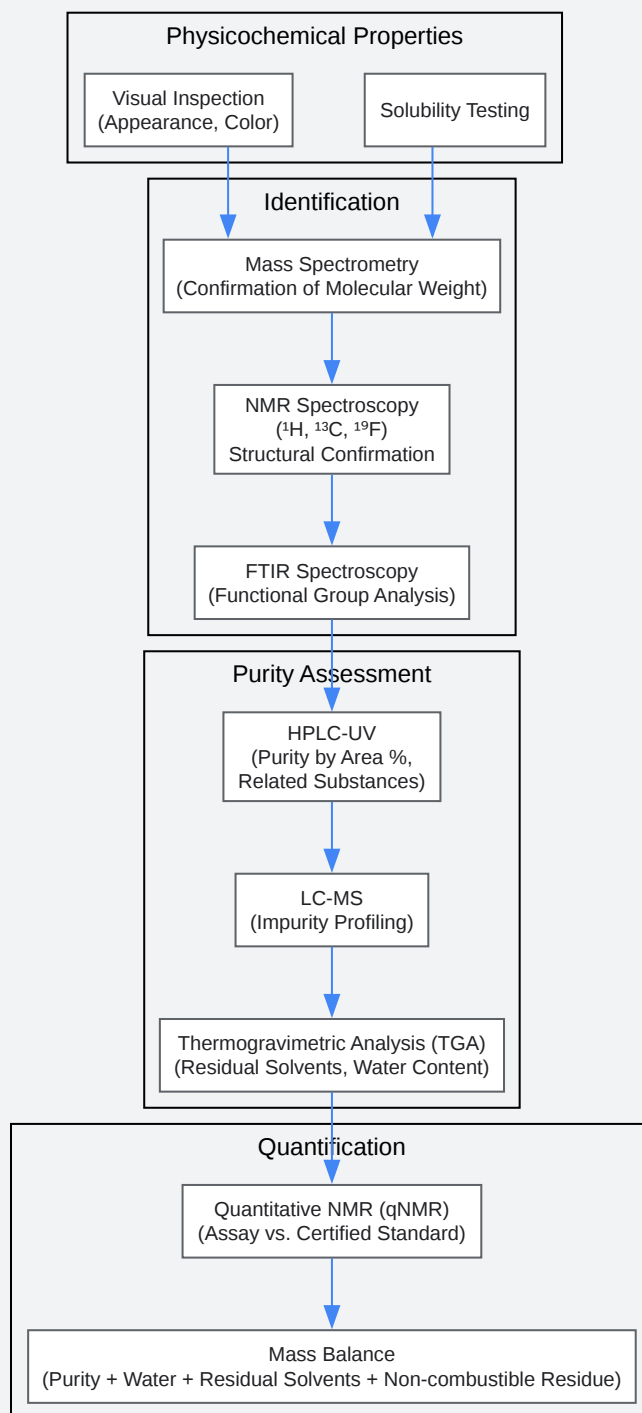 Physicochemical Properties
Visual Inspection
(Appearance, Color)
Solubility Testing
Identification
Mass Spectrometry
(Confirmation of Molecular Weight)
NMR Spectroscopy
(¹H, ¹³C, ¹⁹F)
Structural Confirmation
FTIR Spectroscopy
(Functional Group Analysis)
Purity Assessment
HPLC-UV
(Purity by Area %,
Related Substances)
LC-MS
(Impurity Profiling)
Thermogravimetric Analysis (TGA)
(Residual Solvents, Water Content)
Quantification
Quantitative NMR (qNMR)
(Assay vs. Certified Standard)
Mass Balance
(Purity + Water + Residual Solvents + Non-combustible Residue)